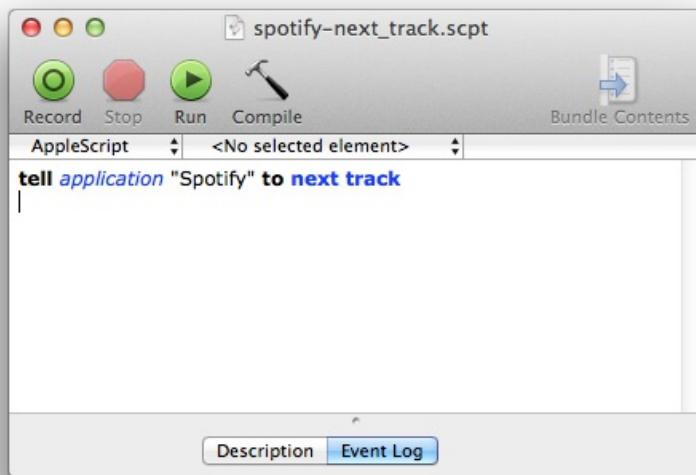 spotify-next_track.scpt
Record Stop Run Compile Bundle Contents
AppleScript <No selected element>
tell application "Spotify" to next track
Description Event Log